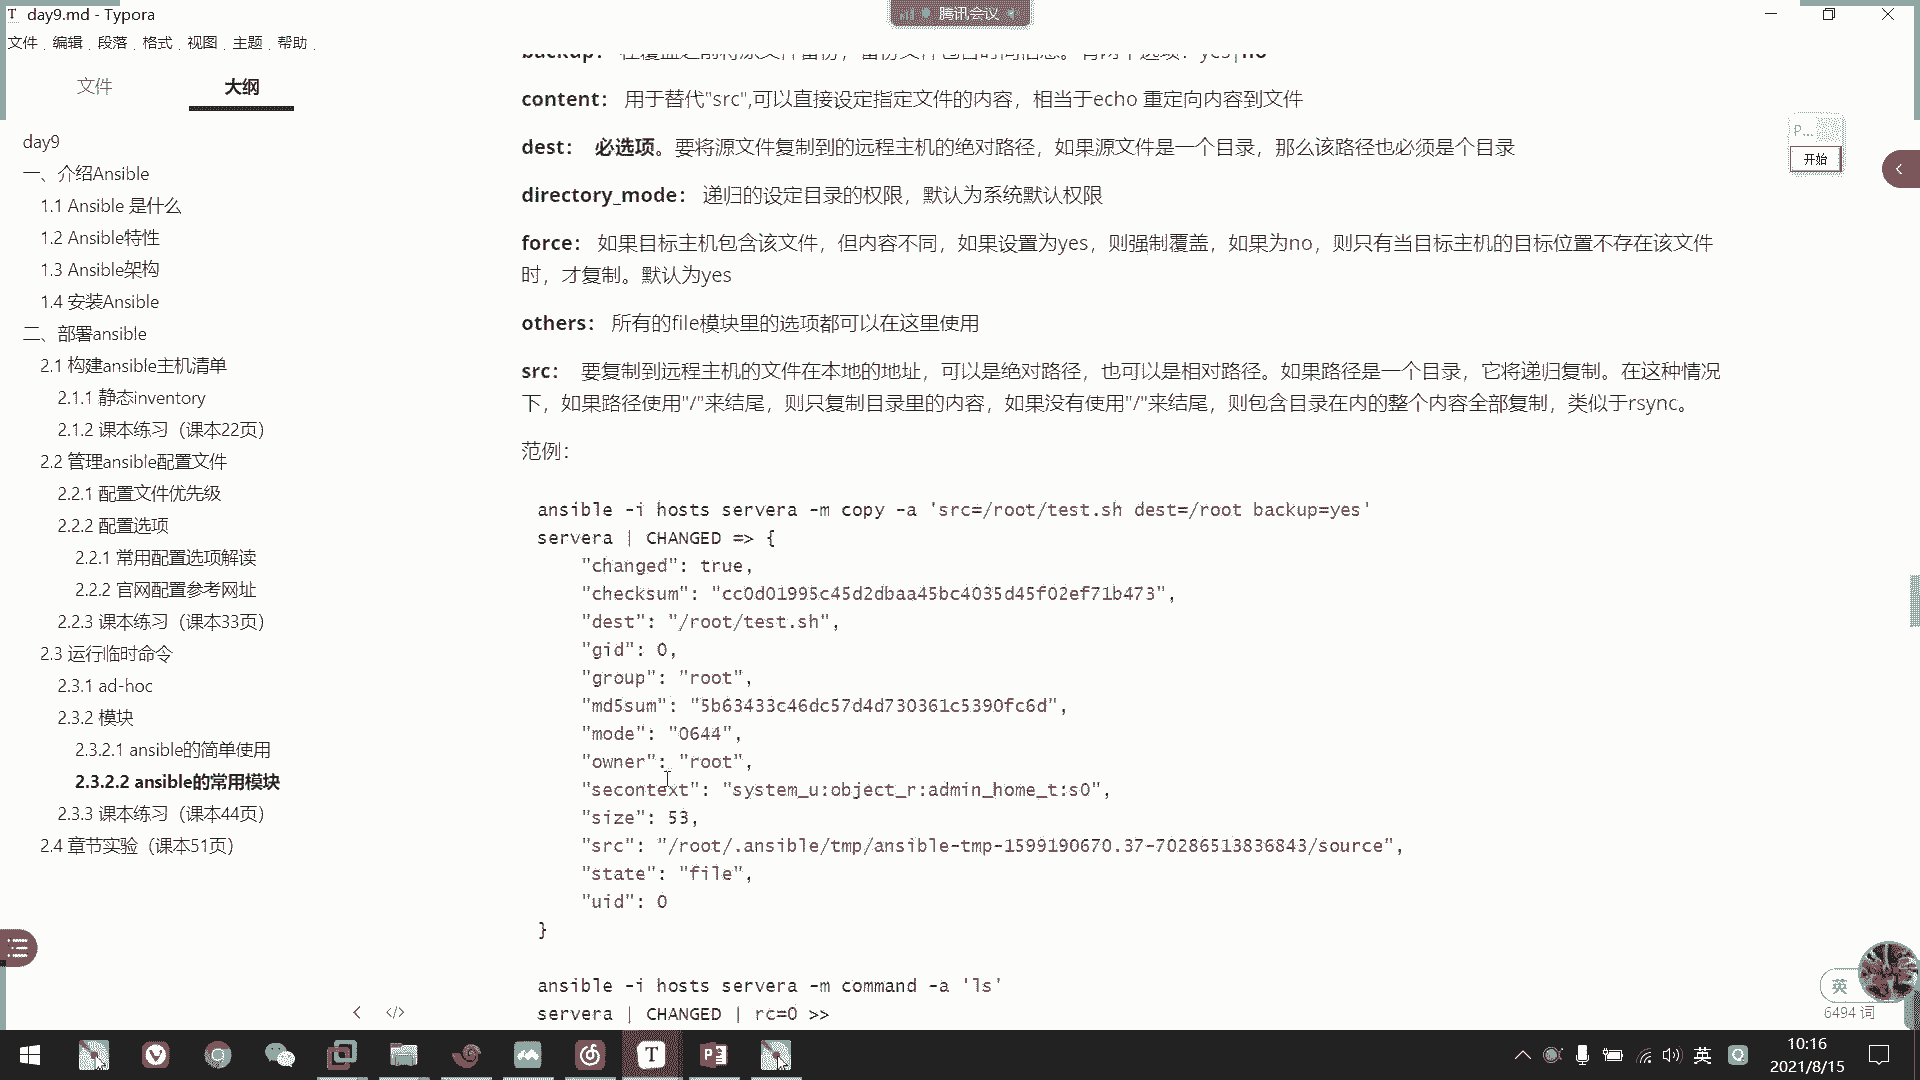 day9.md - Typora
腾讯会议
文件 编辑 段落 格式 视图 主题 帮助
文件 大纲
day9
一、介绍Ansible
1.1 Ansible 是什么
1.2 Ansible特性
1.3 Ansible架构
1.4 安装Ansible
二、部署ansible
2.1 构建ansible主机清单
2.1.1 静态inventory
2.1.2 课本练习（课本22页）
2.2 管理ansible配置文件
2.2.1 配置文件优先级
2.2.2 配置选项
2.2.1 常用配置选项解读
2.2.2 官网配置参考网址
2.2.3 课本练习（课本33页）
2.3 运行临时命令
2.3.1 ad-hoc
2.3.2 模块
2.3.2.1 ansible的简单使用
2.3.2.2 ansible的常用模块
2.3.3 课本练习（课本44页）
2.4 章节实验（课本51页）
backup： 在覆盖之前将原文件备份，备份文件包含时间信息。有两个选项：yes|no
content： 用于替代"src",可以直接设定指定文件的内容，相当于echo 重定向内容到文件
dest： 必选项。要将源文件复制到的远程主机的绝对路径，如果源文件是一个目录，那么该路径也必须是个目录
directory_mode： 递归的设定目录的权限，默认为系统默认权限
force： 如果目标主机包含该文件，但内容不同，如果设置为yes，则强制覆盖，如果为no，则只有当目标主机的目标位置不存在该文件
时，才复制。默认为yes
others： 所有的file模块里的选项都可以在这里使用
src： 要复制到远程主机的文件在本地的地址，可以是绝对路径，也可以是相对路径。如果路径是一个目录，它将递归复制。在这种情况
下，如果路径使用"/"来结尾，则只复制目录里的内容，如果没有使用"/"来结尾，则包含目录在内的整个内容全部复制，类似于rsync。
范例：
ansible -i hosts servera -m copy -a 'src=/root/test.sh dest=/root backup=yes'
servera | CHANGED => {
"changed": true,
"checksum": "cc0d01995c45d2dbaa45bc4035d45f02ef71b473",
"dest": "/root/test.sh",
"gid": 0,
"group": "root",
"md5sum": "5b63433c46dc57d4d730361c5390fc6d",
"mode": "0644",
"owner": "root",
"secontext": "system_u:object_r:admin_home_t:s0",
"size": 53,
"src": "/root/.ansible/tmp/ansible-tmp-1599190670.37-70286513836843/source",
"state": "file",
"uid": 0
}
ansible -i hosts servera -m command -a 'ls'
servera | CHANGED | rc=0 >>
P...
开始
英
6494 词
英
10:16
2021/8/15